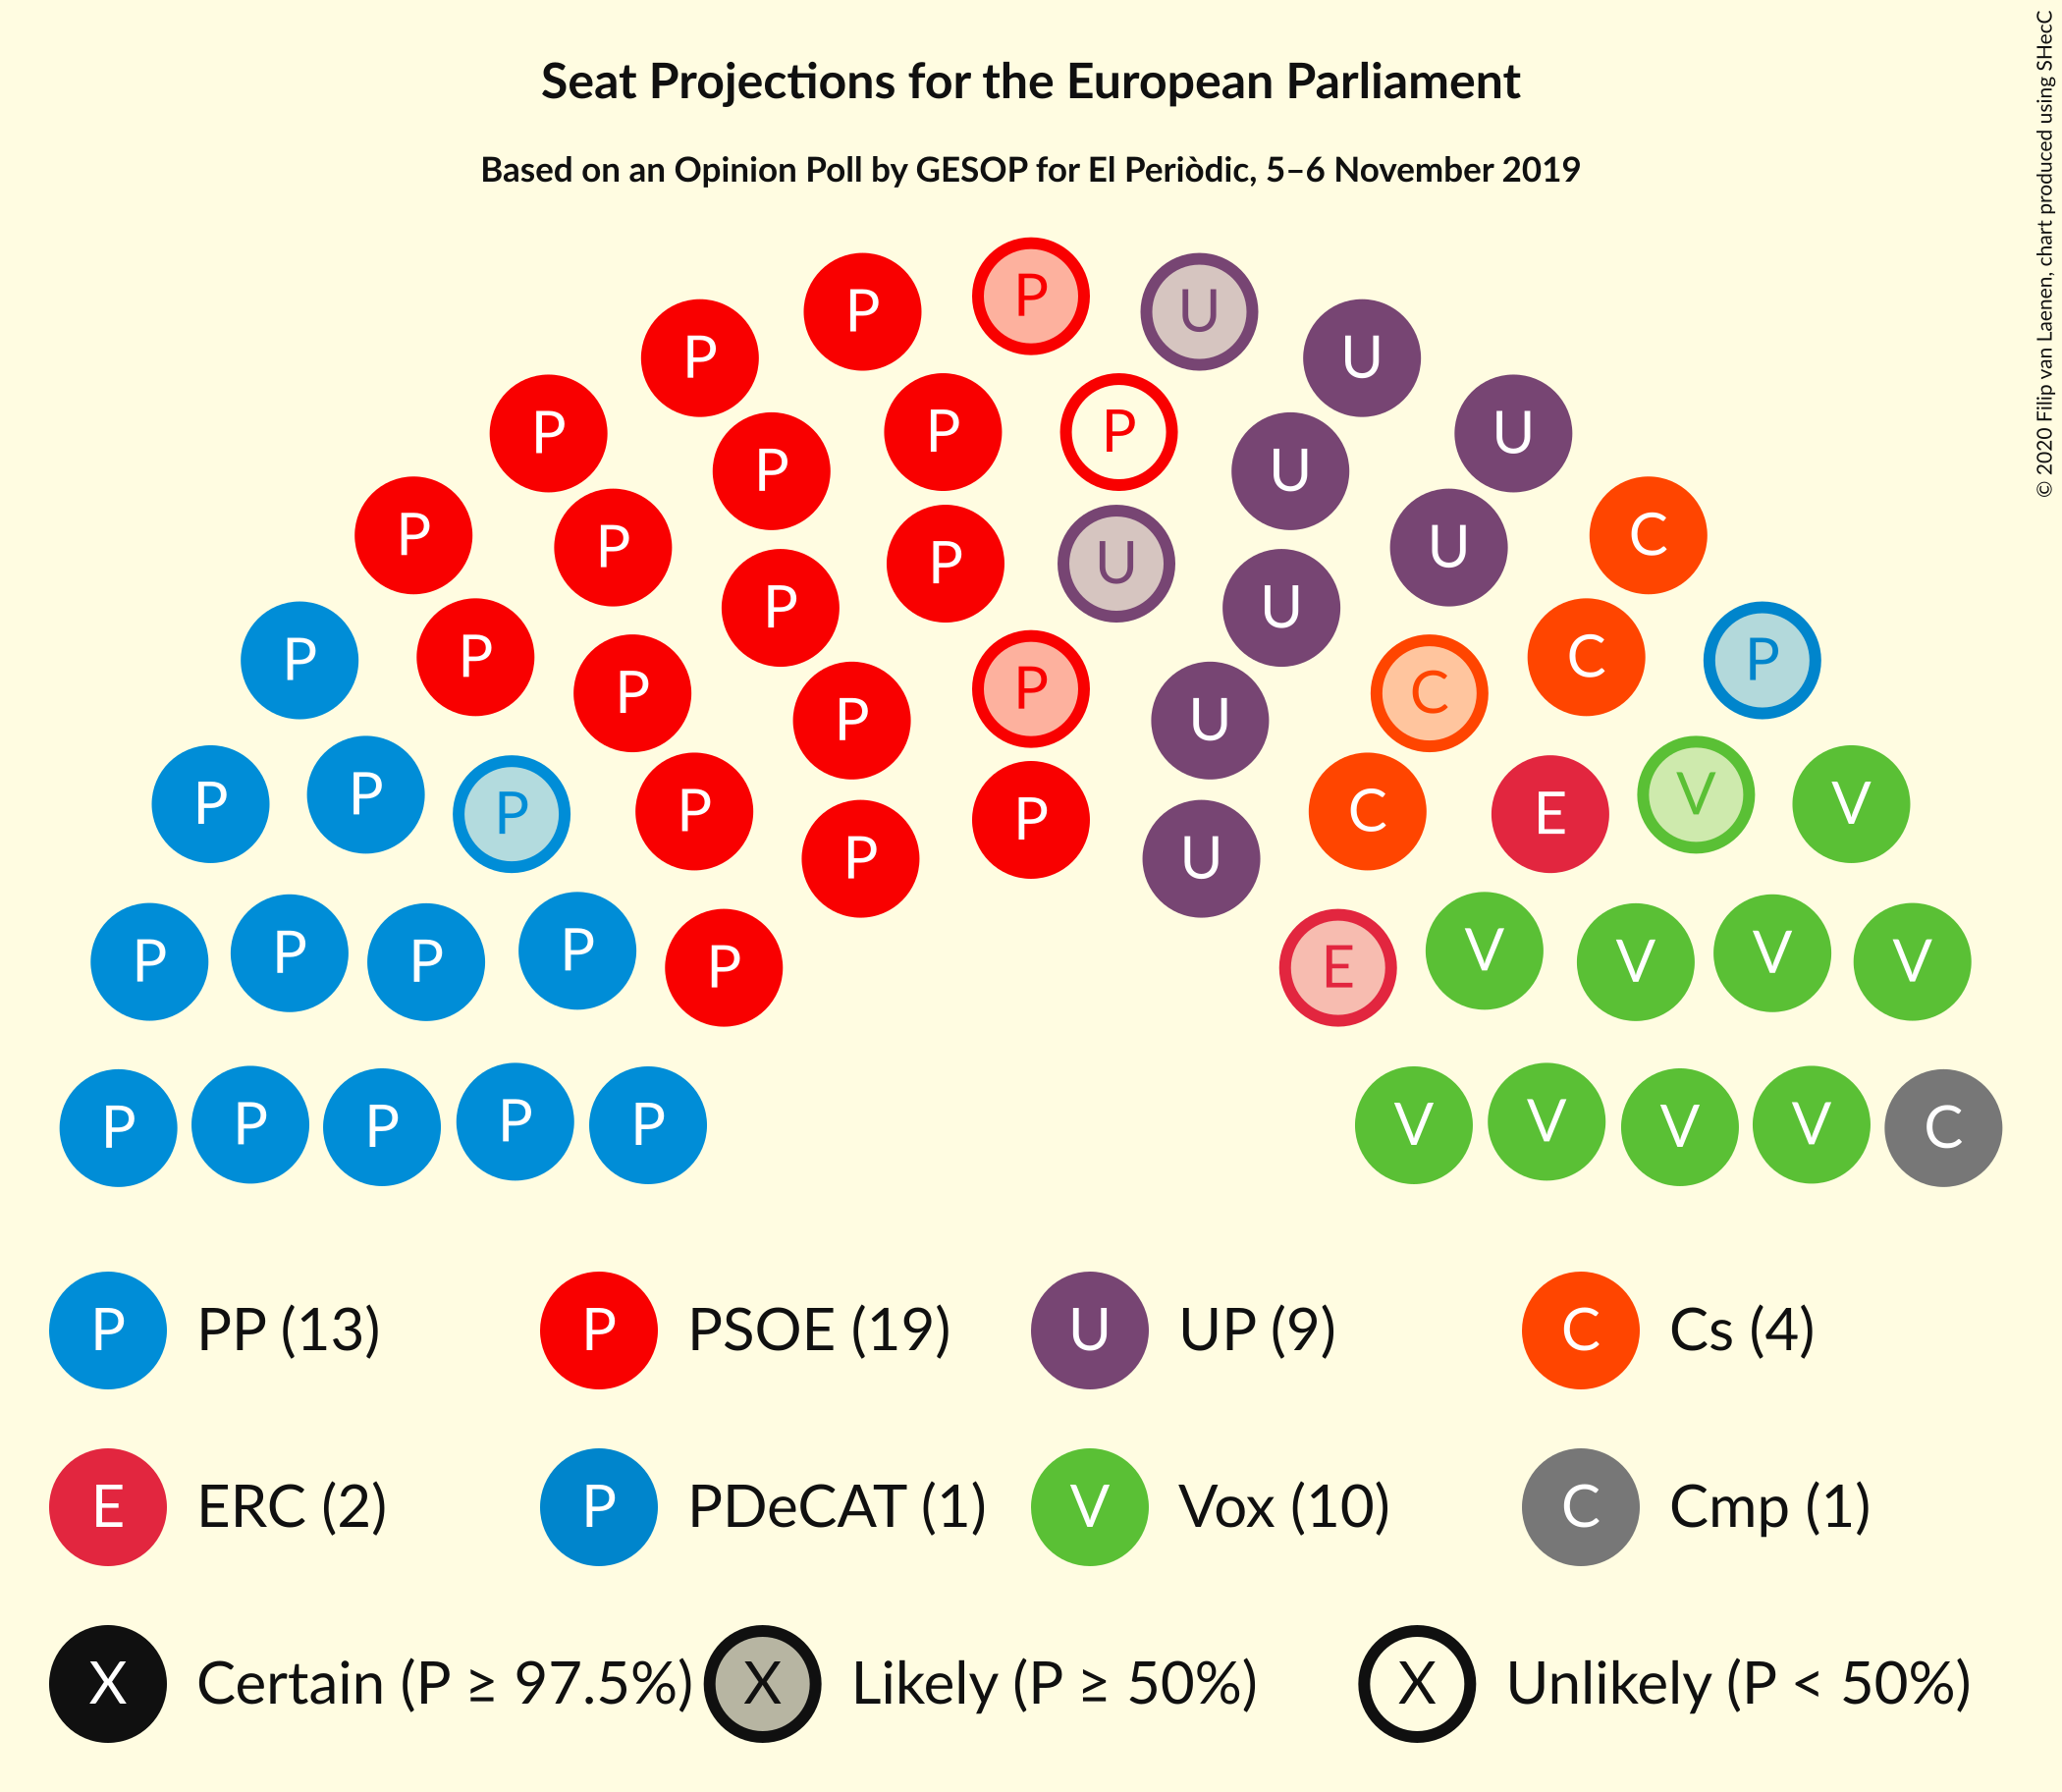 Seat Projections for the European Parliament
Based on an Opinion Poll by GESOP for El Periòdic, 5–6 November 2019
© 2020 Filip van Laenen, chart produced using SHecC
P P P U U
P P U
P P P U U
P P U C
P P P U U C
P P P C P
P P P U
P P P P P C E V V
P P U
P P P P P E V V V V
P P P P P V V V V C
P PP (13) P PSOE (19) U UP (9) C Cs (4)
E ERC (2) P PDeCAT (1) V Vox (10) C Cmp (1)
X Certain (P ≥ 97.5%) X Likely (P ≥ 50%) X Unlikely (P < 50%)